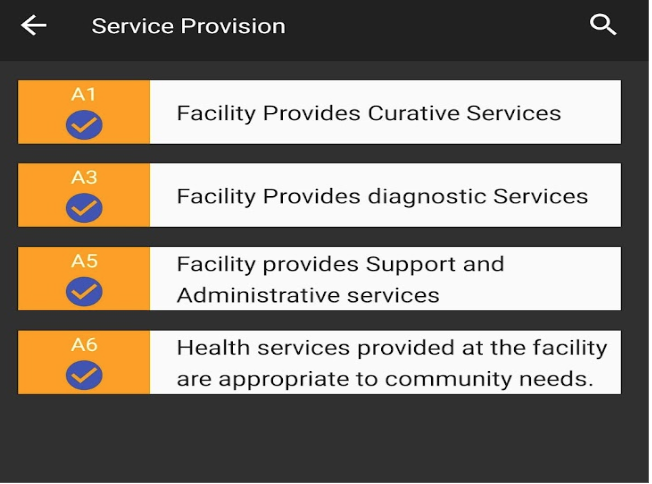 Service Provision
A1
Facility Provides Curative Services
A3
Facility Provides diagnostic Services
A5
Facility provides Support and
Administrative services
A6
Health services provided at the facility
are appropriate to community needs.